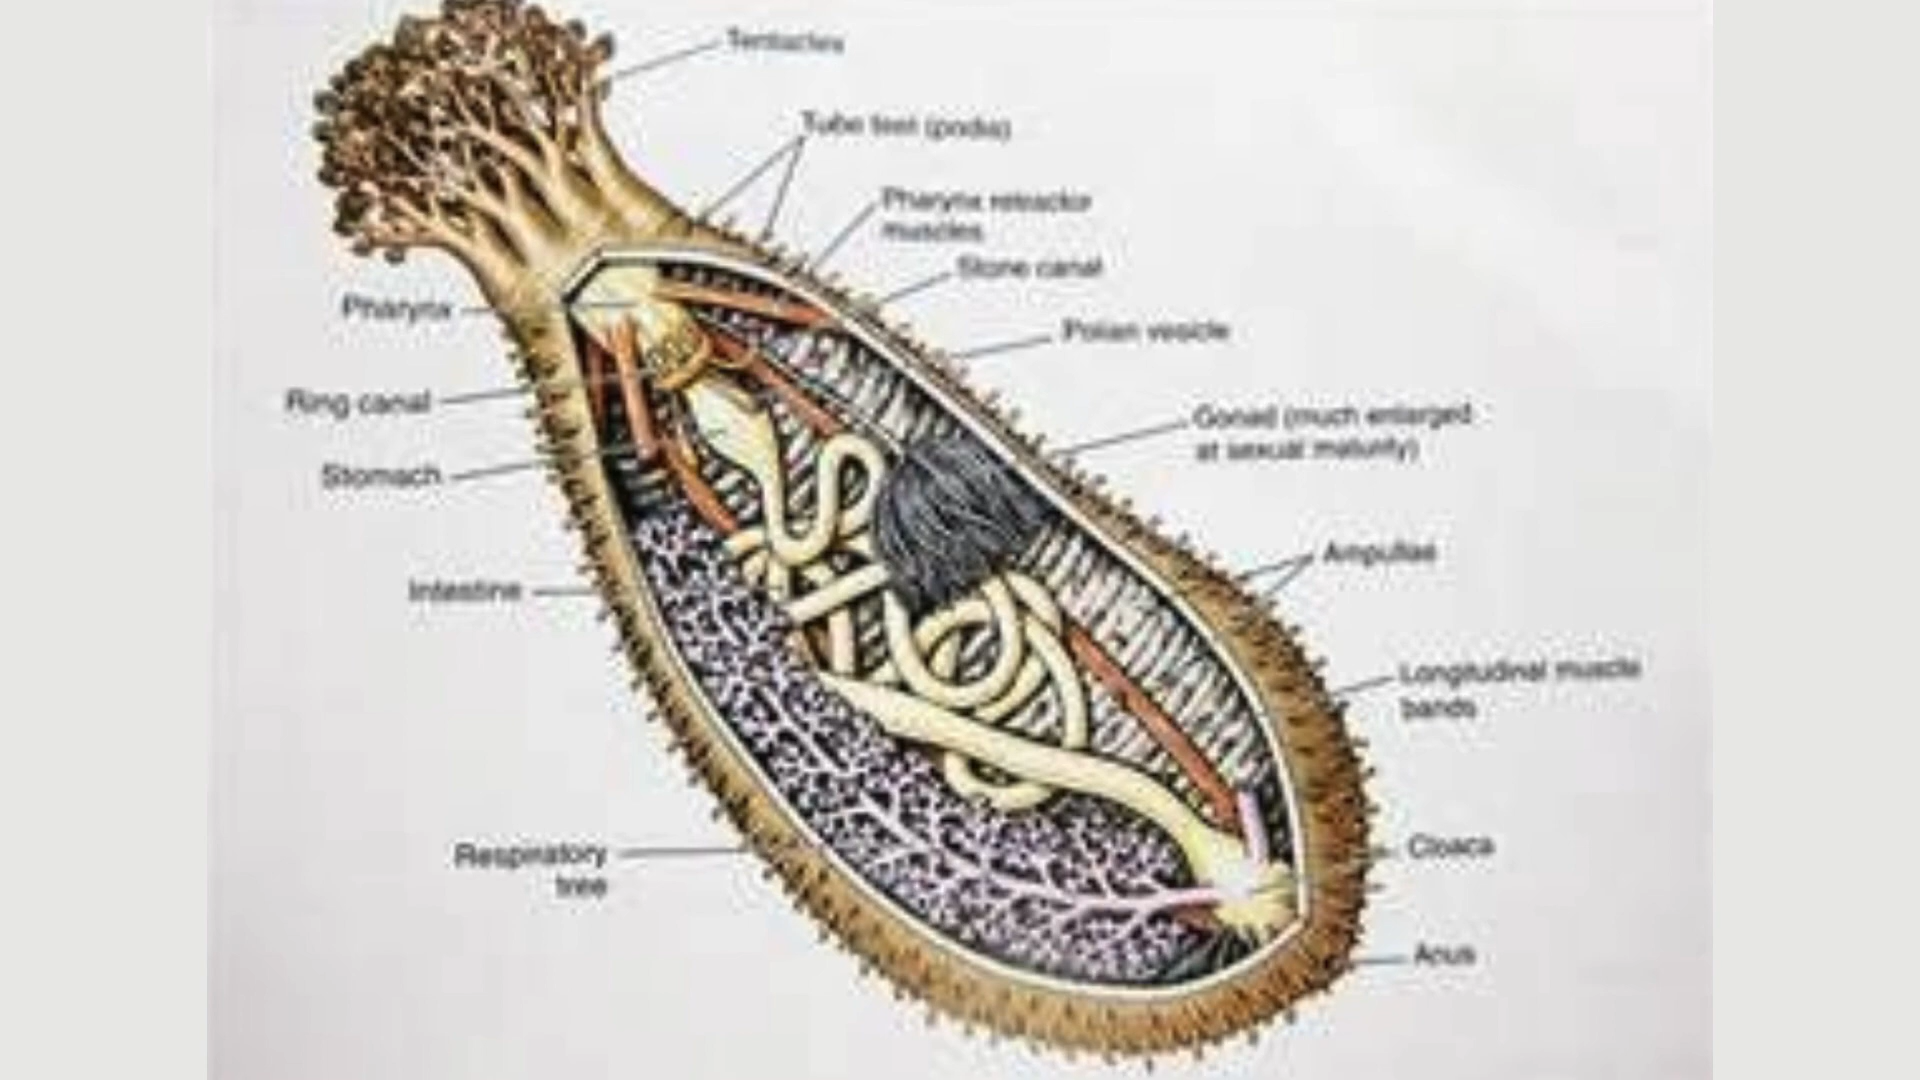 Tentacles
Tube feet (podia)
Pharynx retractor
muscles
Stone canal
Pharynx
Polian vesicle
Ring canal
Gonad (much enlarged
at sexual maturity)
Stomach
Ampullae
Intestine
Longitudinal muscle
bands
Respiratory
tree
Cloaca
Anus